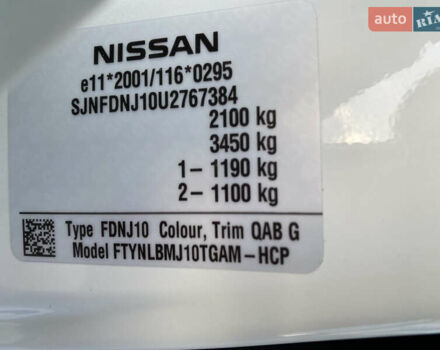 auto RIA
NISSAN
e11*2001/116*0295
SJNFDNJ10U2767384
2100 kg
3450 kg
1- 1190 kg
2- 1100 kg
Type FDNJ10 Colour, Trim QAB G
Model FTYNLBMJ10TGAM-HCP